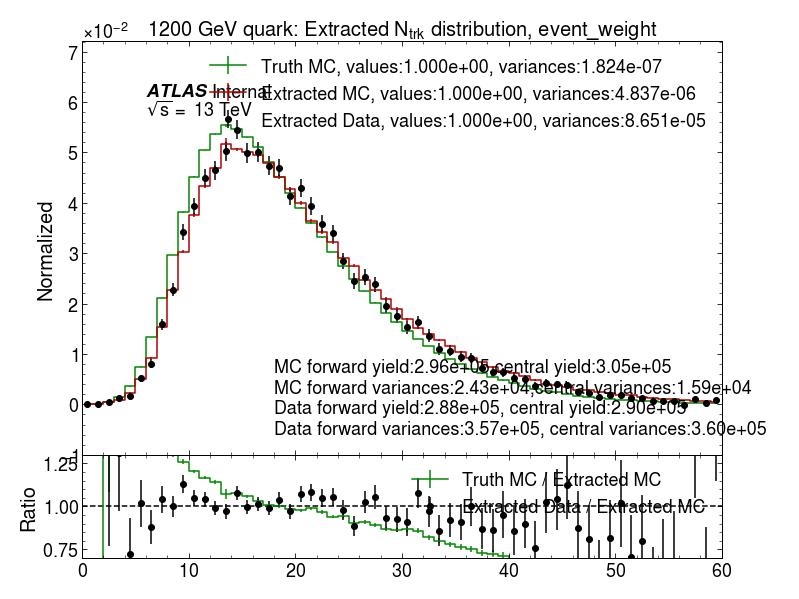 ×10⁻² 1200 GeV quark: Extracted Nₜᵣₖ distribution, event_weight
Truth MC, values:1.000e+00, variances:1.824e-07
ATLAS Internal
Extracted MC, values:1.000e+00, variances:4.837e-06
√s = 13 TeV
Extracted Data, values:1.000e+00, variances:8.651e-05
7
6
5
4
3
2
1
0
Normalized
MC forward yield:2.96e+05,central yield:3.05e+05
MC forward variances:2.43e+04,central variances:1.59e+04
Data forward yield:2.88e+05, central yield:2.90e+05
Data forward variances:3.57e+05, central variances:3.60e+05
-1
1.25
1.00
0.75
Ratio
Truth MC / Extracted MC
Extracted Data / Extracted MC
0 10 20 30 40 50 60